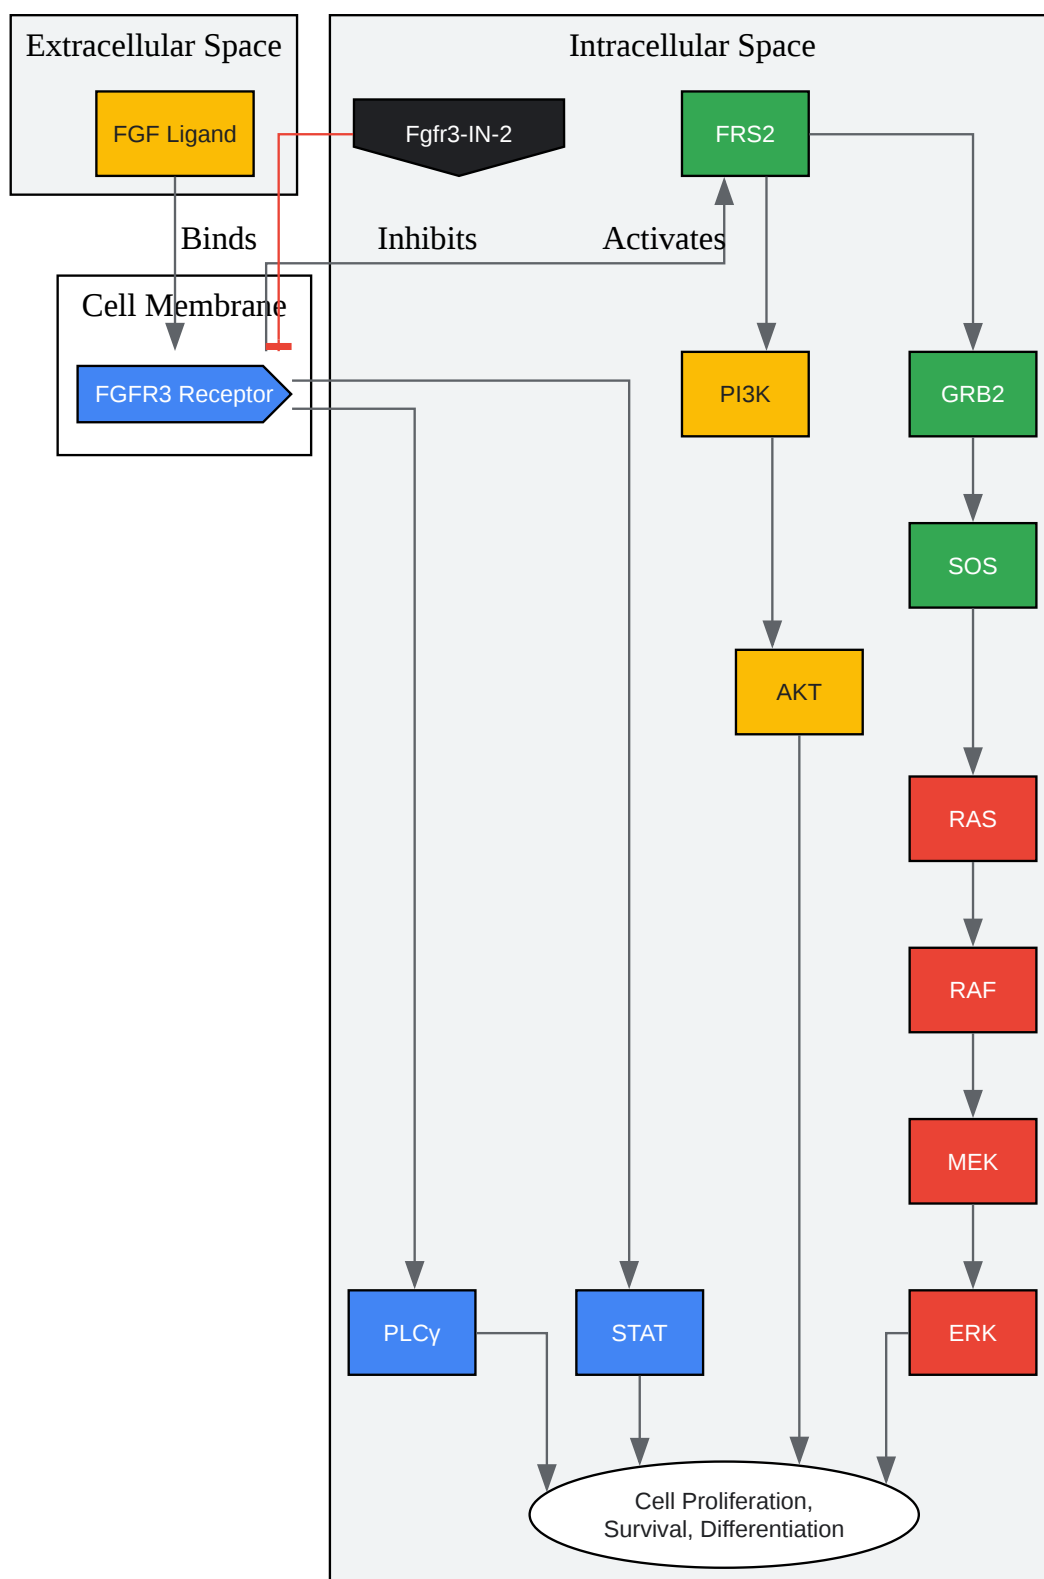 Extracellular Space
Intracellular Space
FGF Ligand
Fgfr3-IN-2
FRS2
Binds
Inhibits
Activates
Cell Membrane
FGFR3 Receptor
PI3K
GRB2
SOS
AKT
RAS
RAF
MEK
PLCγ
STAT
ERK
Cell Proliferation,
Survival, Differentiation